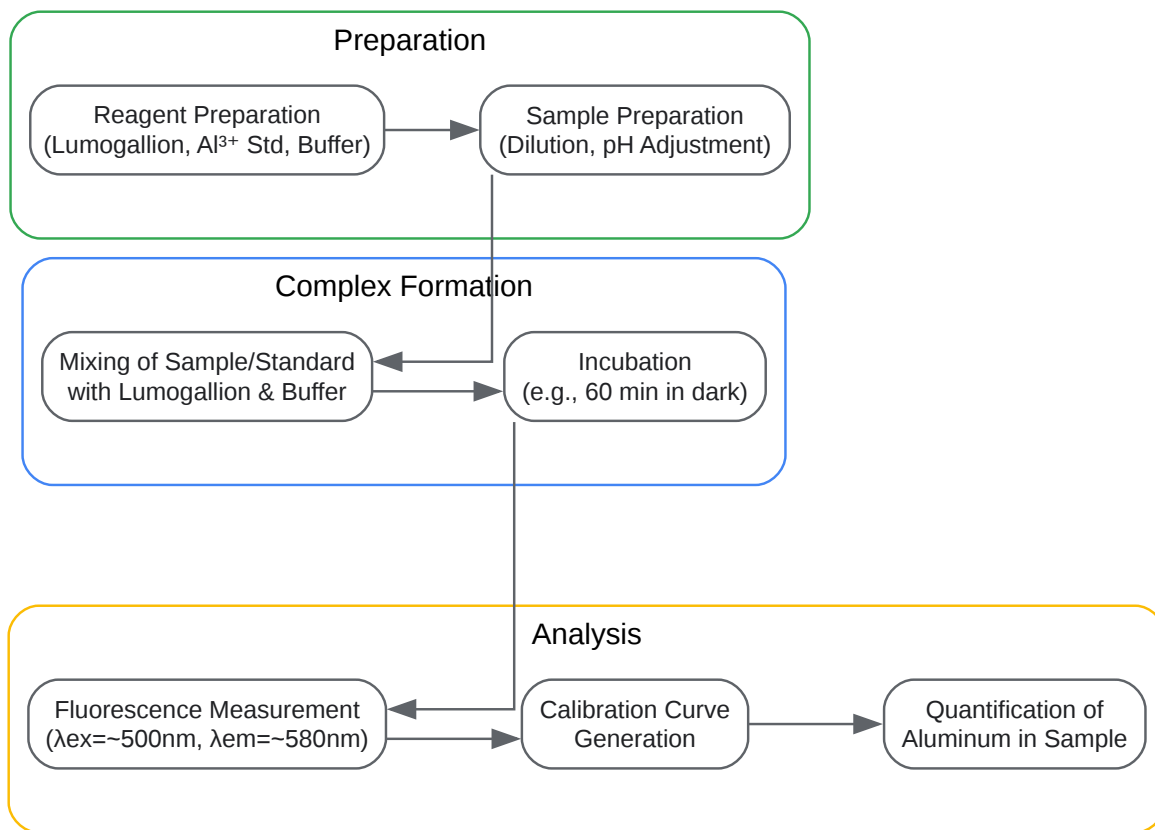 Preparation
Reagent Preparation
(Lumogallion, Al³⁺ Std, Buffer)
Sample Preparation
(Dilution, pH Adjustment)
Complex Formation
Mixing of Sample/Standard
with Lumogallion & Buffer
Incubation
(e.g., 60 min in dark)
Analysis
Fluorescence Measurement
(λex=~500nm, λem=~580nm)
Calibration Curve
Generation
Quantification of
Aluminum in Sample